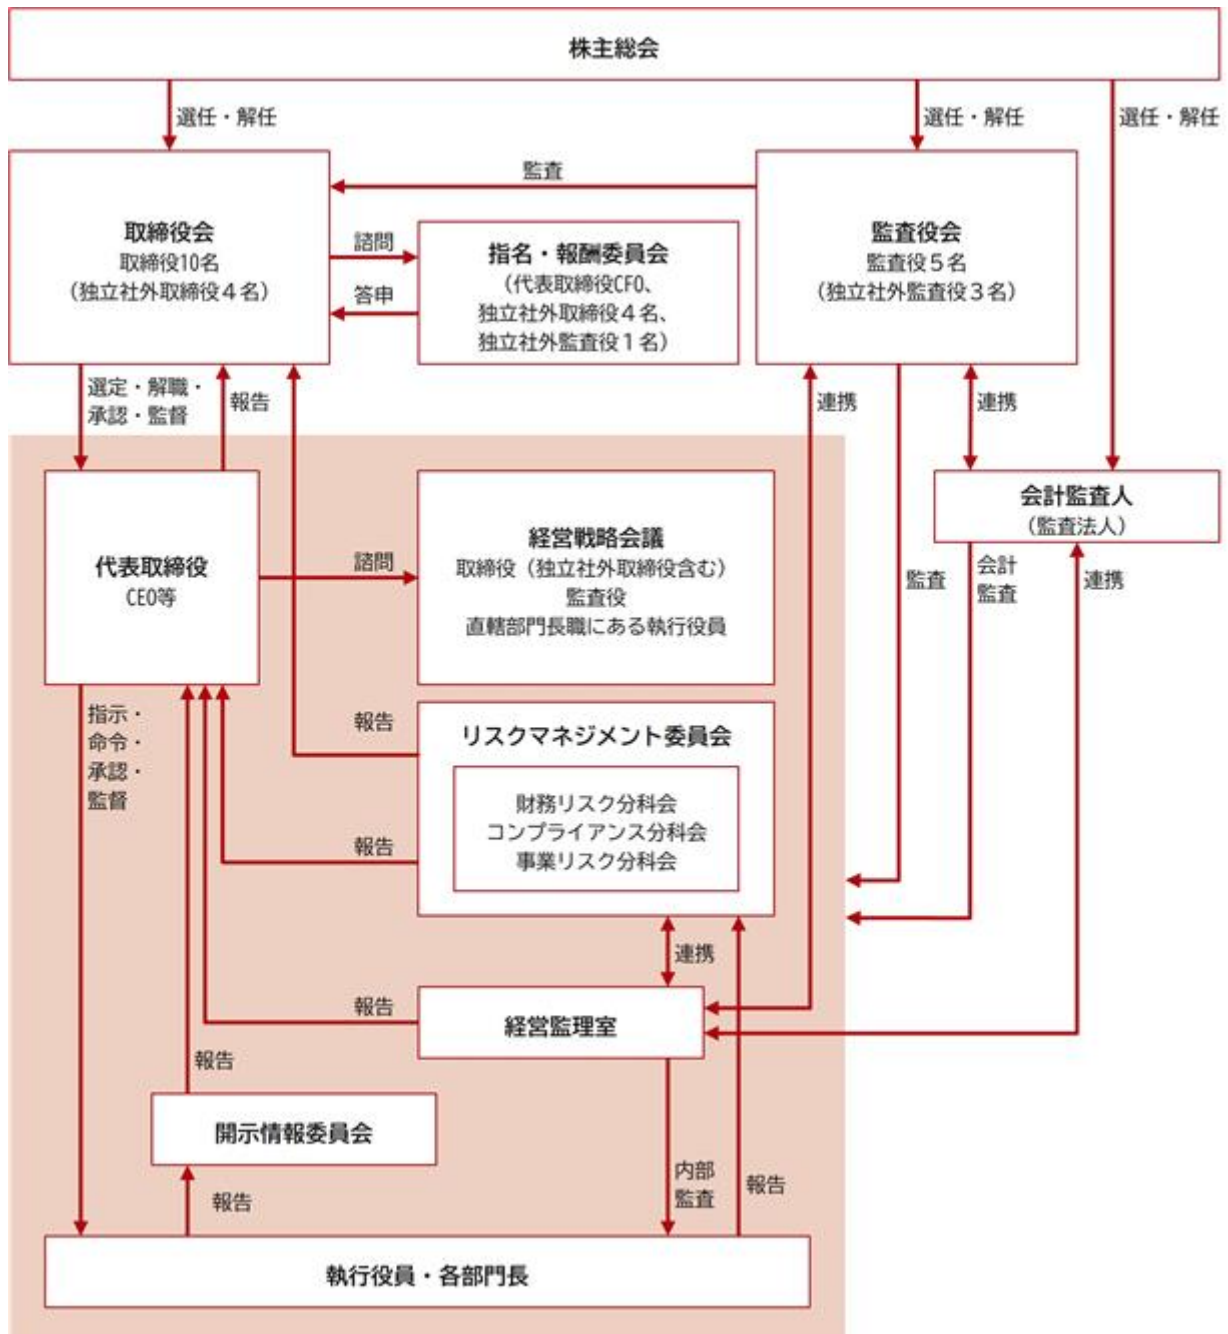 株主総会
選任・解任
選任・解任
選任・解任
監査
取締役会
取締役10名
（独立社外取締役４名）
諮問
答申
指名・報酬委員会
（代表取締役CFO、
独立社外取締役４名、
独立社外監査役１名）
監査役会
監査役５名
（独立社外監査役３名）
選定・解職・
承認・監督
報告
連携
連携
代表取締役
CEO等
諮問
経営戦略会議
取締役（独立社外取締役含む）
監査役
直轄部門長職にある執行役員
会計監査人
（監査法人）
監査
会計
監査
連携
指示・
命令・
承認・
監督
報告
報告
リスクマネジメント委員会
財務リスク分科会
コンプライアンス分科会
事業リスク分科会
連携
報告
経営監理室
報告
開示情報委員会
報告
内部
監査
報告
執行役員・各部門長